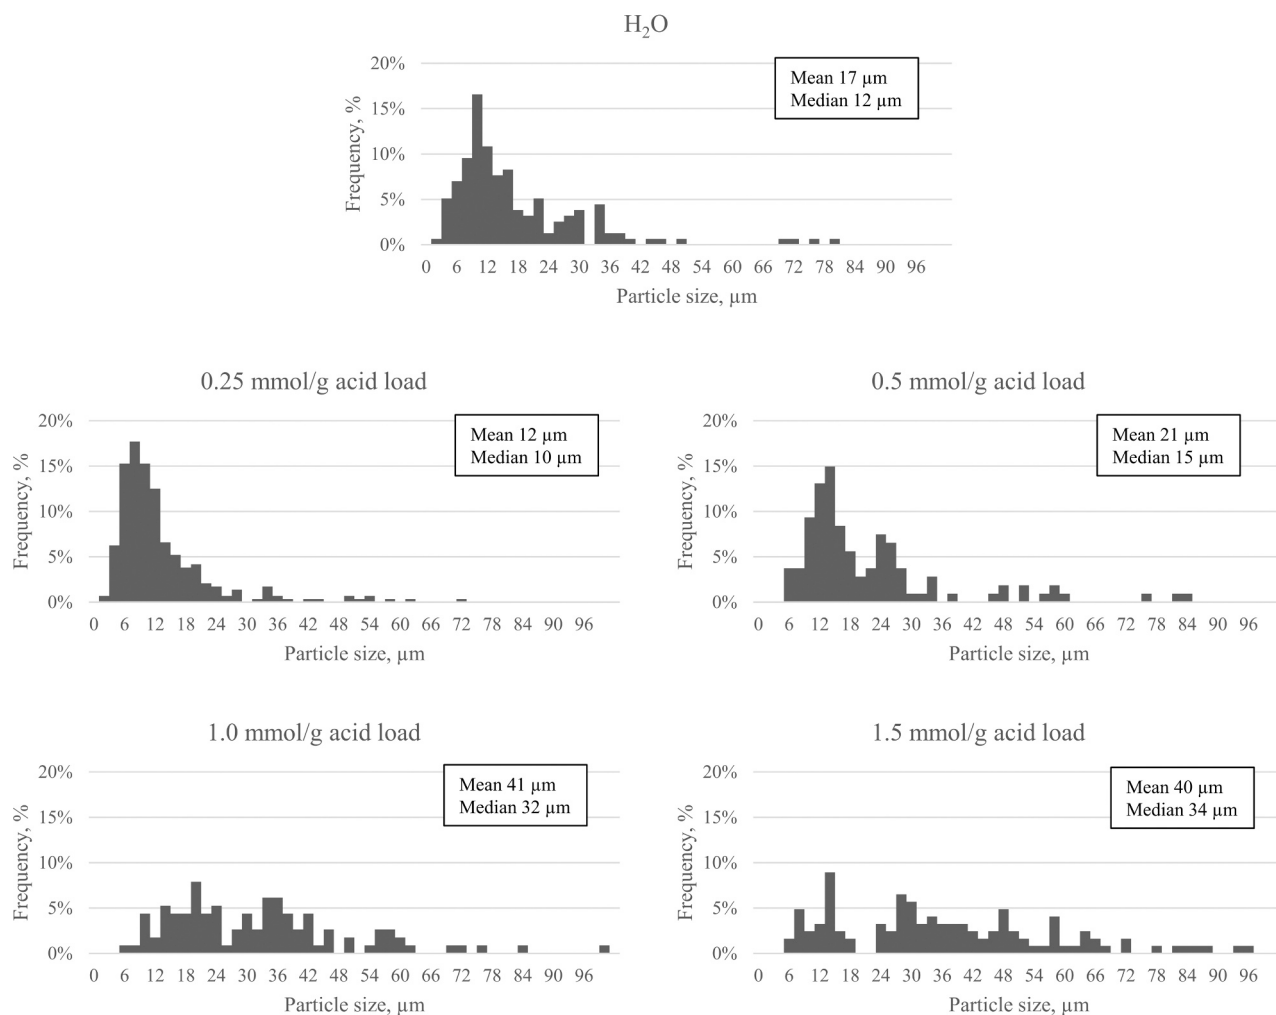 H₂O
Mean 17 µm
Median 12 µm
Frequency, %
20%
15%
10%
5%
0%
0 6 12 18 24 30 36 42 48 54 60 66 72 78 84 90 96
Particle size, µm
0.25 mmol/g acid load
Mean 12 µm
Median 10 µm
Frequency, %
20%
15%
10%
5%
0%
0 6 12 18 24 30 36 42 48 54 60 66 72 78 84 90 96
Particle size, µm
0.5 mmol/g acid load
Mean 21 µm
Median 15 µm
Frequency, %
20%
15%
10%
5%
0%
0 6 12 18 24 30 36 42 48 54 60 66 72 78 84 90 96
Particle size, µm
1.0 mmol/g acid load
Mean 41 µm
Median 32 µm
Frequency, %
20%
15%
10%
5%
0%
0 6 12 18 24 30 36 42 48 54 60 66 72 78 84 90 96
Particle size, µm
1.5 mmol/g acid load
Mean 40 µm
Median 34 µm
Frequency, %
20%
15%
10%
5%
0%
0 6 12 18 24 30 36 42 48 54 60 66 72 78 84 90 96
Particle size, µm